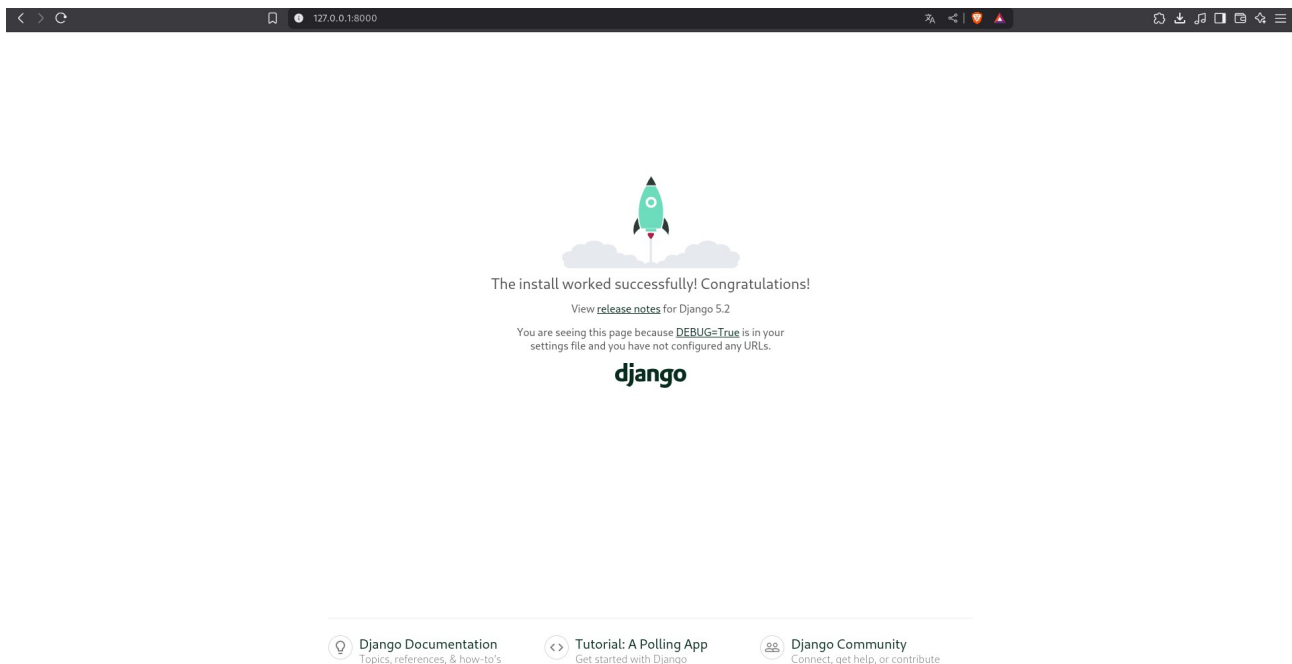 127.0.0.1:8000
The install worked successfully! Congratulations!
View release notes for Django 5.2
You are seeing this page because DEBUG=True is in your
settings file and you have not configured any URLs.
django
Django Documentation
Topics, references, & how-to's
Tutorial: A Polling App
Get started with Django
Django Community
Connect, get help, or contribute